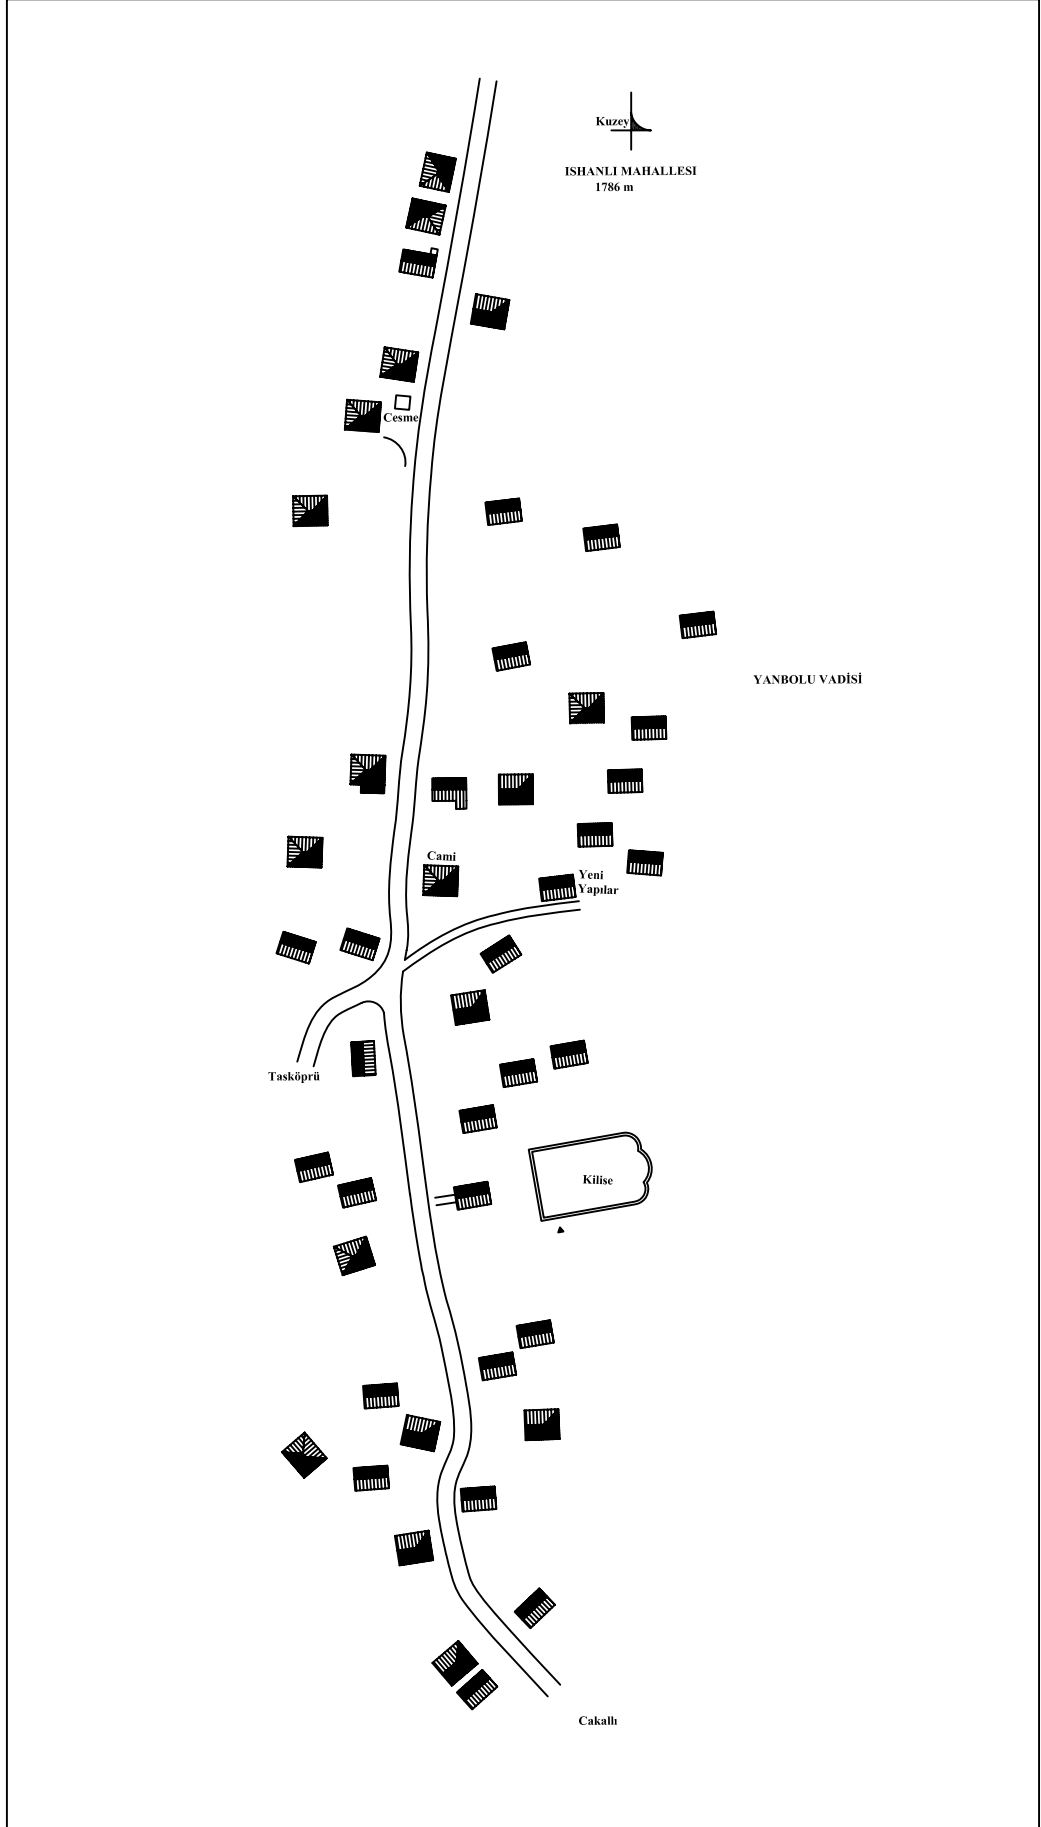 Kuzey
ISHANLI MAHALLESI
1786 m
Cesme
YANBOLU VADİSİ
Cami
Yeni
Yapılar
Tasköprü
Kilise
Cakallı